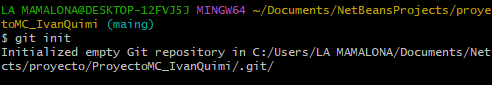 LA MAMALONA@DESKTOP-12FVJ5J MINGW64 ~/Documents/NetBeansProjects/proye
toMC_IvanQuimi (maing)
$ git init
Initialized empty Git repository in C:/Users/LA MAMALONA/Documents/Net
cts/proyecto/ProyectoMC_IvanQuimi/.git/